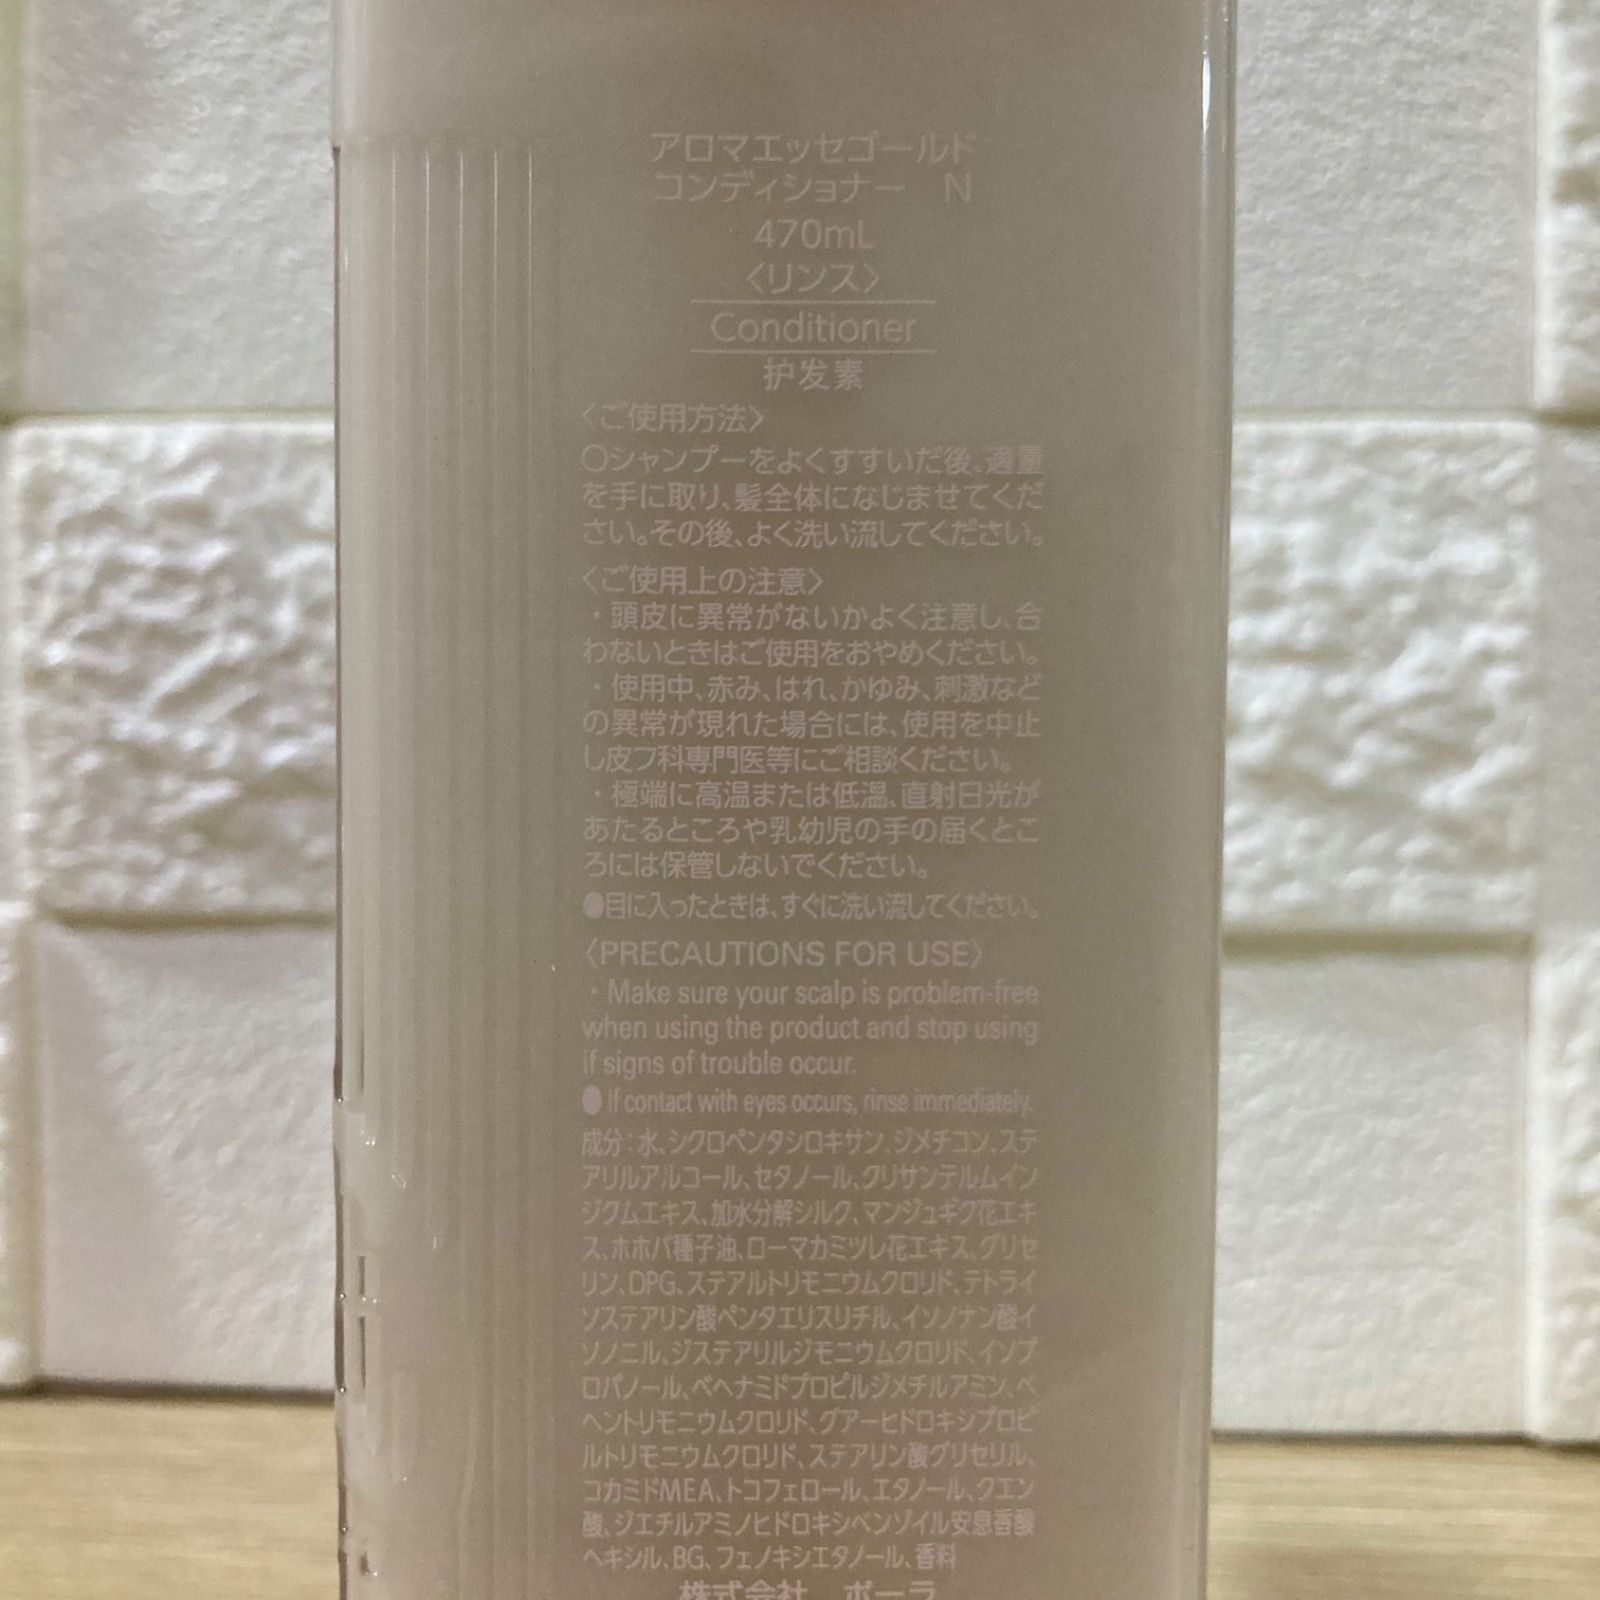 アロマエッセゴールド
コンディショナー　N
470mL
〈リンス〉
Conditioner
护发素
〈ご使用方法〉
○シャンプーをよくすすいだ後、適量
を手に取り、髪全体になじませてくだ
さい。その後、よく洗い流してください。
〈ご使用上の注意〉
・頭皮に異常がないかよく注意し、合
わないときはご使用をおやめください。
・使用中、赤み、はれ、かゆみ、刺激など
の異常が現れた場合には、使用を中止
し皮フ科専門医等にご相談ください。
・極端に高温または低温、直射日光が
あたるところや乳幼児の手の届くとこ
ろには保管しないでください。
●目に入ったときは、すぐに洗い流してください。
〈PRECAUTIONS FOR USE〉
・Make sure your scalp is problem-free
when using the product and stop using
if signs of trouble occur.
●If contact with eyes occurs, rinse immediately.
成分：水、シクロペンタシロキサン、ジメチコン、ステ
アリルアルコール、セタノール、クリサンテルムイン
ジクムエキス、加水分解シルク、マンジュギク花エキ
ス、ホホバ種子油、ローマカミツレ花エキス、グリセ
リン、DPG、ステアルトリモニウムクロリド、テトライ
ソステアリン酸ペンタエリスリチル、イソノナン酸イ
ソノニル、ジステアリルジモニウムクロリド、イソプ
ロパノール、ベヘナミドプロピルジメチルアミン、ベ
ヘントリモニウムクロリド、グアーヒドロキシプロピ
ルトリモニウムクロリド、ステアリン酸グリセリル、
コカミドMEA、トコフェロール、エタノール、クエン
酸、ジエチルアミノヒドロキシベンゾイル安息香酸
ヘキシル、BG、フェノキシエタノール、香料
株式会社　ポーラ